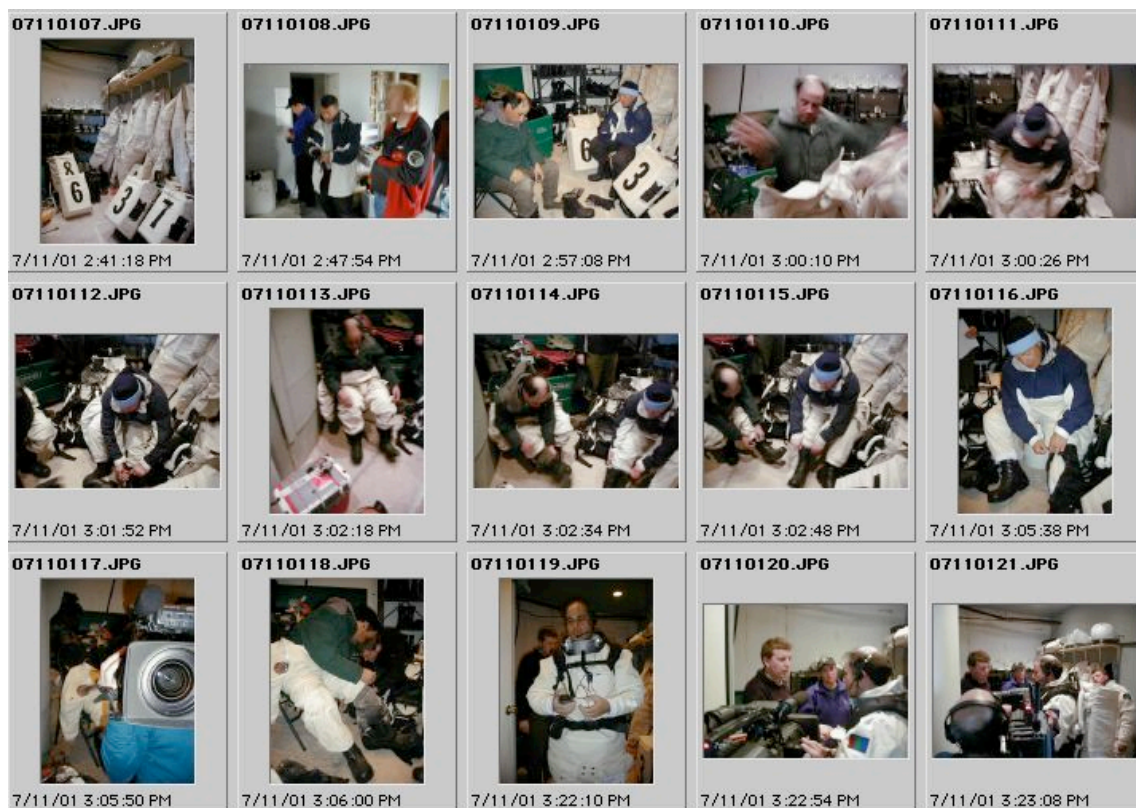 07110107.JPG 07110108.JPG 07110109.JPG 07110110.JPG 07110111.JPG
8
6 3 7
6 3
7/11/01 2:41:18 PM 7/11/01 2:47:54 PM 7/11/01 2:57:08 PM 7/11/01 3:00:10 PM 7/11/01 3:00:26 PM
07110112.JPG 07110113.JPG 07110114.JPG 07110115.JPG 07110116.JPG
7/11/01 3:01:52 PM 7/11/01 3:02:18 PM 7/11/01 3:02:34 PM 7/11/01 3:02:48 PM 7/11/01 3:05:38 PM
07110117.JPG 07110118.JPG 07110119.JPG 07110120.JPG 07110121.JPG
7/11/01 3:05:50 PM 7/11/01 3:06:00 PM 7/11/01 3:22:10 PM 7/11/01 3:22:54 PM 7/11/01 3:23:08 PM